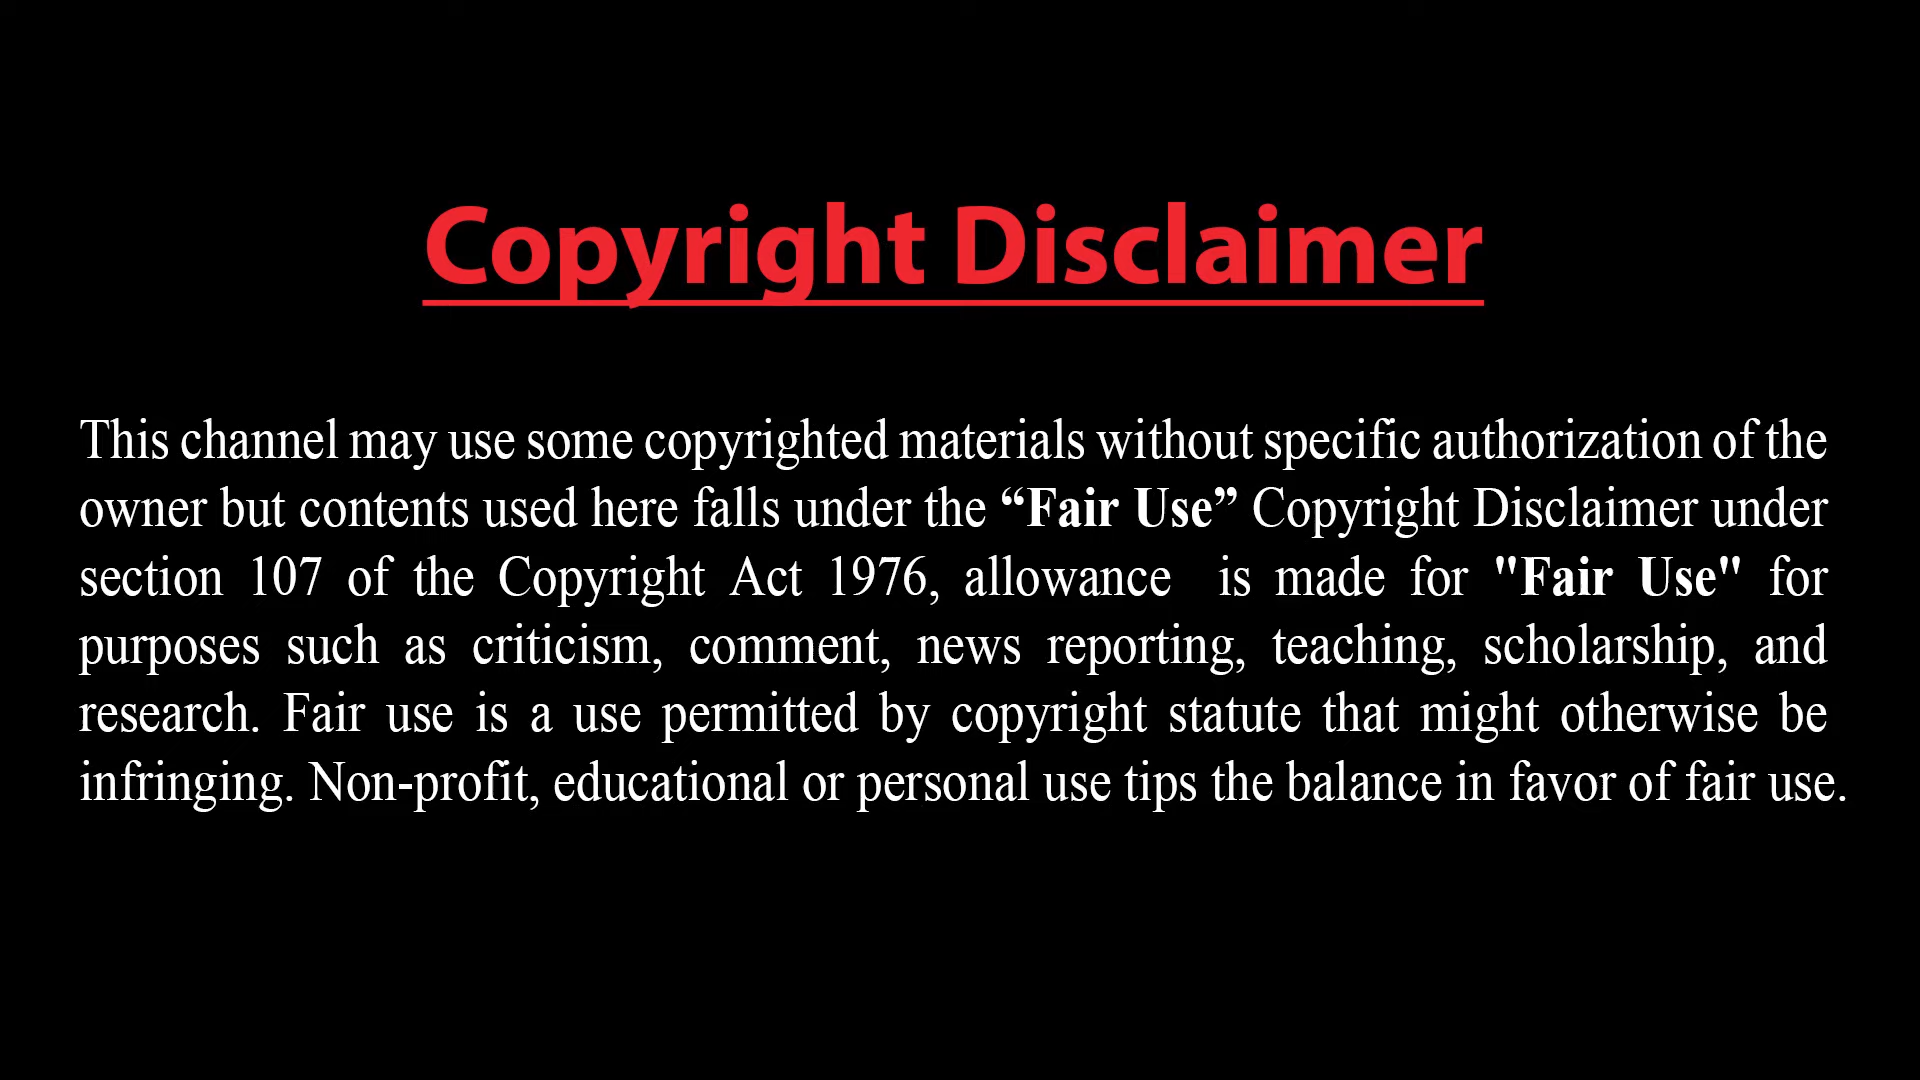 Copyright Disclaimer
This channel may use some copyrighted materials without specific authorization of the
owner but contents used here falls under the “Fair Use” Copyright Disclaimer under
section 107 of the Copyright Act 1976, allowance  is made for "Fair Use" for
purposes such as criticism, comment, news reporting, teaching, scholarship, and
research. Fair use is a use permitted by copyright statute that might otherwise be
infringing. Non-profit, educational or personal use tips the balance in favor of fair use.